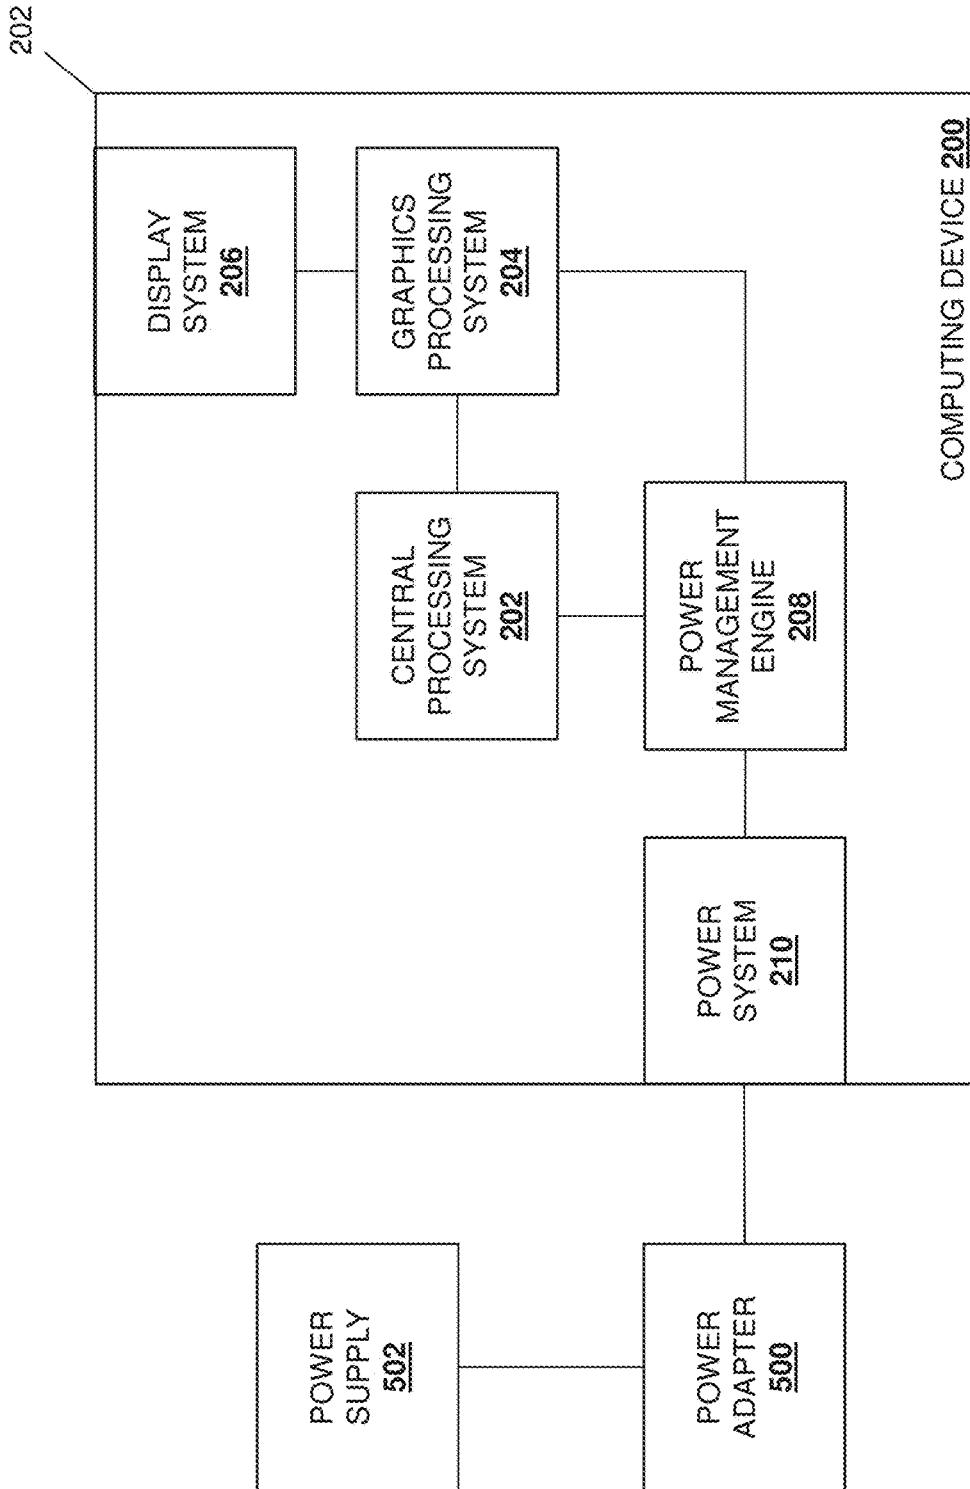 202
DISPLAY
SYSTEM
206
GRAPHICS
PROCESSING
SYSTEM
204
CENTRAL
PROCESSING
SYSTEM
202
POWER
MANAGEMENT
ENGINE
208
POWER
SYSTEM
210
COMPUTING DEVICE 200
POWER
SUPPLY
502
POWER
ADAPTER
500